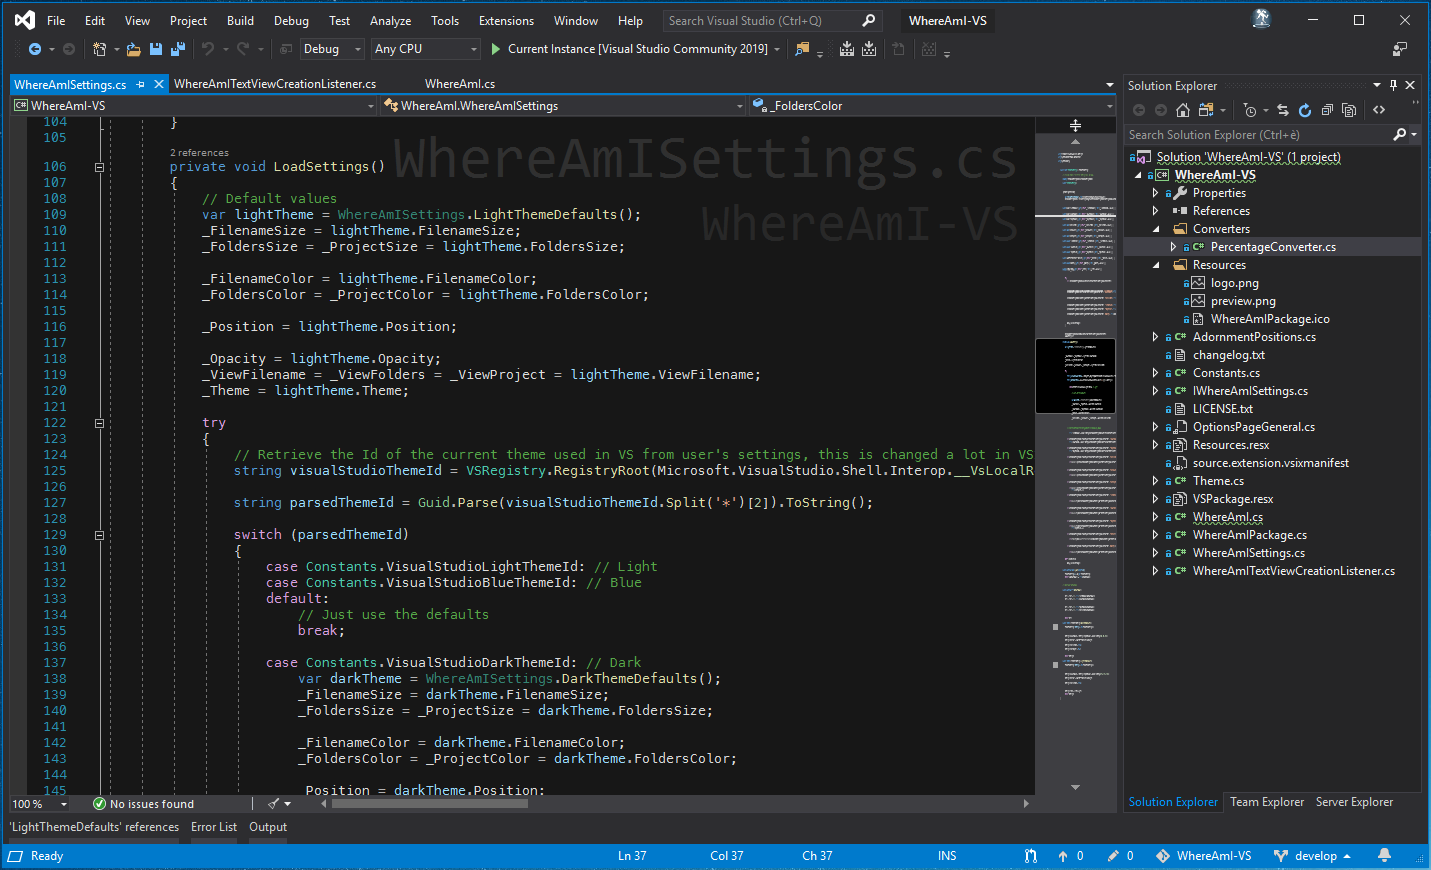 File Edit View Project Build Debug Test Analyze Tools Extensions Window Help Search Visual Studio (Ctrl+Q) WhereAmI-VS
Debug Any CPU Current Instance [Visual Studio Community 2019]
WhereAmISettings.cs WhereAmITextViewCreationListener.cs WhereAmI.cs
WhereAmI-VS WhereAmI.WhereAmISettings _FoldersColor
WhereAmISettings.cs
WhereAmI-VS
104 }
105
2 references
106 private void LoadSettings()
107 {
108 // Default values
109 var lightTheme = WhereAmISettings.LightThemeDefaults();
110 _FilenameSize = lightTheme.FilenameSize;
111 _FoldersSize = _ProjectSize = lightTheme.FoldersSize;
112
113 _FilenameColor = lightTheme.FilenameColor;
114 _FoldersColor = _ProjectColor = lightTheme.FoldersColor;
115
116 _Position = lightTheme.Position;
117
118 _Opacity = lightTheme.Opacity;
119 _ViewFilename = _ViewFolders = _ViewProject = lightTheme.ViewFilename;
120 _Theme = lightTheme.Theme;
121
122 try
123 {
124 // Retrieve the Id of the current theme used in VS from user's settings, this is changed a lot in VS
125 string visualStudioThemeId = VSRegistry.RegistryRoot(Microsoft.VisualStudio.Shell.Interop.__VsLocalR
126
127 string parsedThemeId = Guid.Parse(visualStudioThemeId.Split('*')[2]).ToString();
128
129 switch (parsedThemeId)
130 {
131 case Constants.VisualStudioLightThemeId: // Light
132 case Constants.VisualStudioBlueThemeId: // Blue
133 default:
134 // Just use the defaults
135 break;
136
137 case Constants.VisualStudioDarkThemeId: // Dark
138 var darkTheme = WhereAmISettings.DarkThemeDefaults();
139 _FilenameSize = darkTheme.FilenameSize;
140 _FoldersSize = _ProjectSize = darkTheme.FoldersSize;
141
142 _FilenameColor = darkTheme.FilenameColor;
143 _FoldersColor = _ProjectColor = darkTheme.FoldersColor;
144
145 _Position = darkTheme.Position;
100 % No issues found
Solution Explorer
Search Solution Explorer (Ctrl+è)
Solution 'WhereAmI-VS' (1 project)
WhereAmI-VS
Properties
References
Converters
PercentageConverter.cs
Resources
logo.png
preview.png
WhereAmIPackage.ico
AdornmentPositions.cs
changelog.txt
Constants.cs
IWhereAmISettings.cs
LICENSE.txt
OptionsPageGeneral.cs
Resources.resx
source.extension.vsixmanifest
Theme.cs
VSPackage.resx
WhereAmI.cs
WhereAmIPackage.cs
WhereAmISettings.cs
WhereAmITextViewCreationListener.cs
Solution Explorer Team Explorer Server Explorer
'LightThemeDefaults' references Error List Output
Ready Ln 37 Col 37 Ch 37 INS 0 0 WhereAmI-VS develop